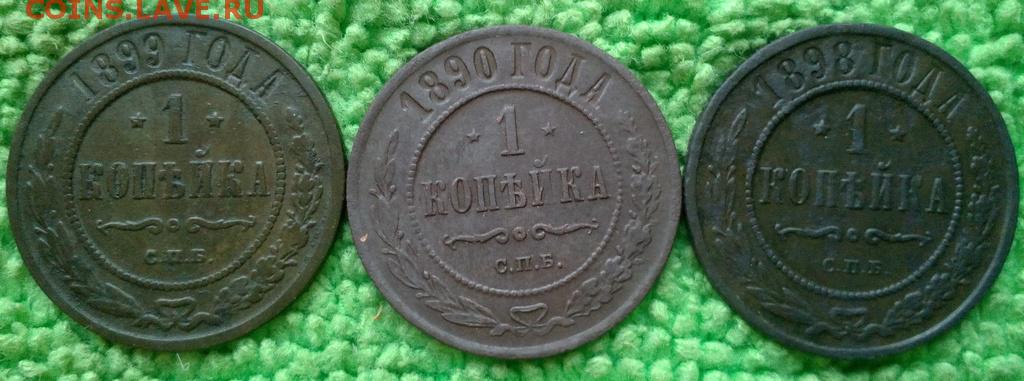 COINS.LAVE.RU
1899 ГОДА
1
КОПѢЙКА
С.П.Б.
1890 ГОДА
1
КОПѢЙКА
С.П.Б.
1898 ГОДА
1
КОПѢЙКА
С.П.Б.